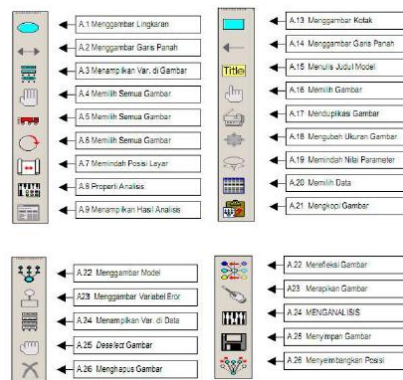 A.1 Menggambar Lingkaran
A.2 Menggambar Garis Panah
A.3 Menampilkan Var. di Gambar
A.4 Memilih Semua Gambar
A.5 Memilih Semua Gambar
A.6 Memilih Semua Gambar
A.7 Memindah Posisi Layar
A.8 Properti Analisis
A.9 Menampilkan Hasil Analisis
A.13 Menggambar Kotak
A.14 Menggambar Garis Panah
Title
A.15 Menulis Judul Model
A.16 Memilih Gambar
A.17 Menduplikasi Gambar
A.18 Mengubah Ukuran Gambar
A.19 Memindah Nilai Parameter
A.20 Memilih Data
A.21 Mengkopi Gambar
A.22 Menggambar Model
A23 Menggambar Variabel Eror
A.24 Menampilkan Var. di Data
A.25 Deselect Gambar
A.26 Menghapus Gambar
A.22 Merefleksi Gambar
A23 Merapikan Gambar
A.24 MENGANALISIS
A.25 Menyimpan Gambar
A.26 Menyeimbangkan Posisi